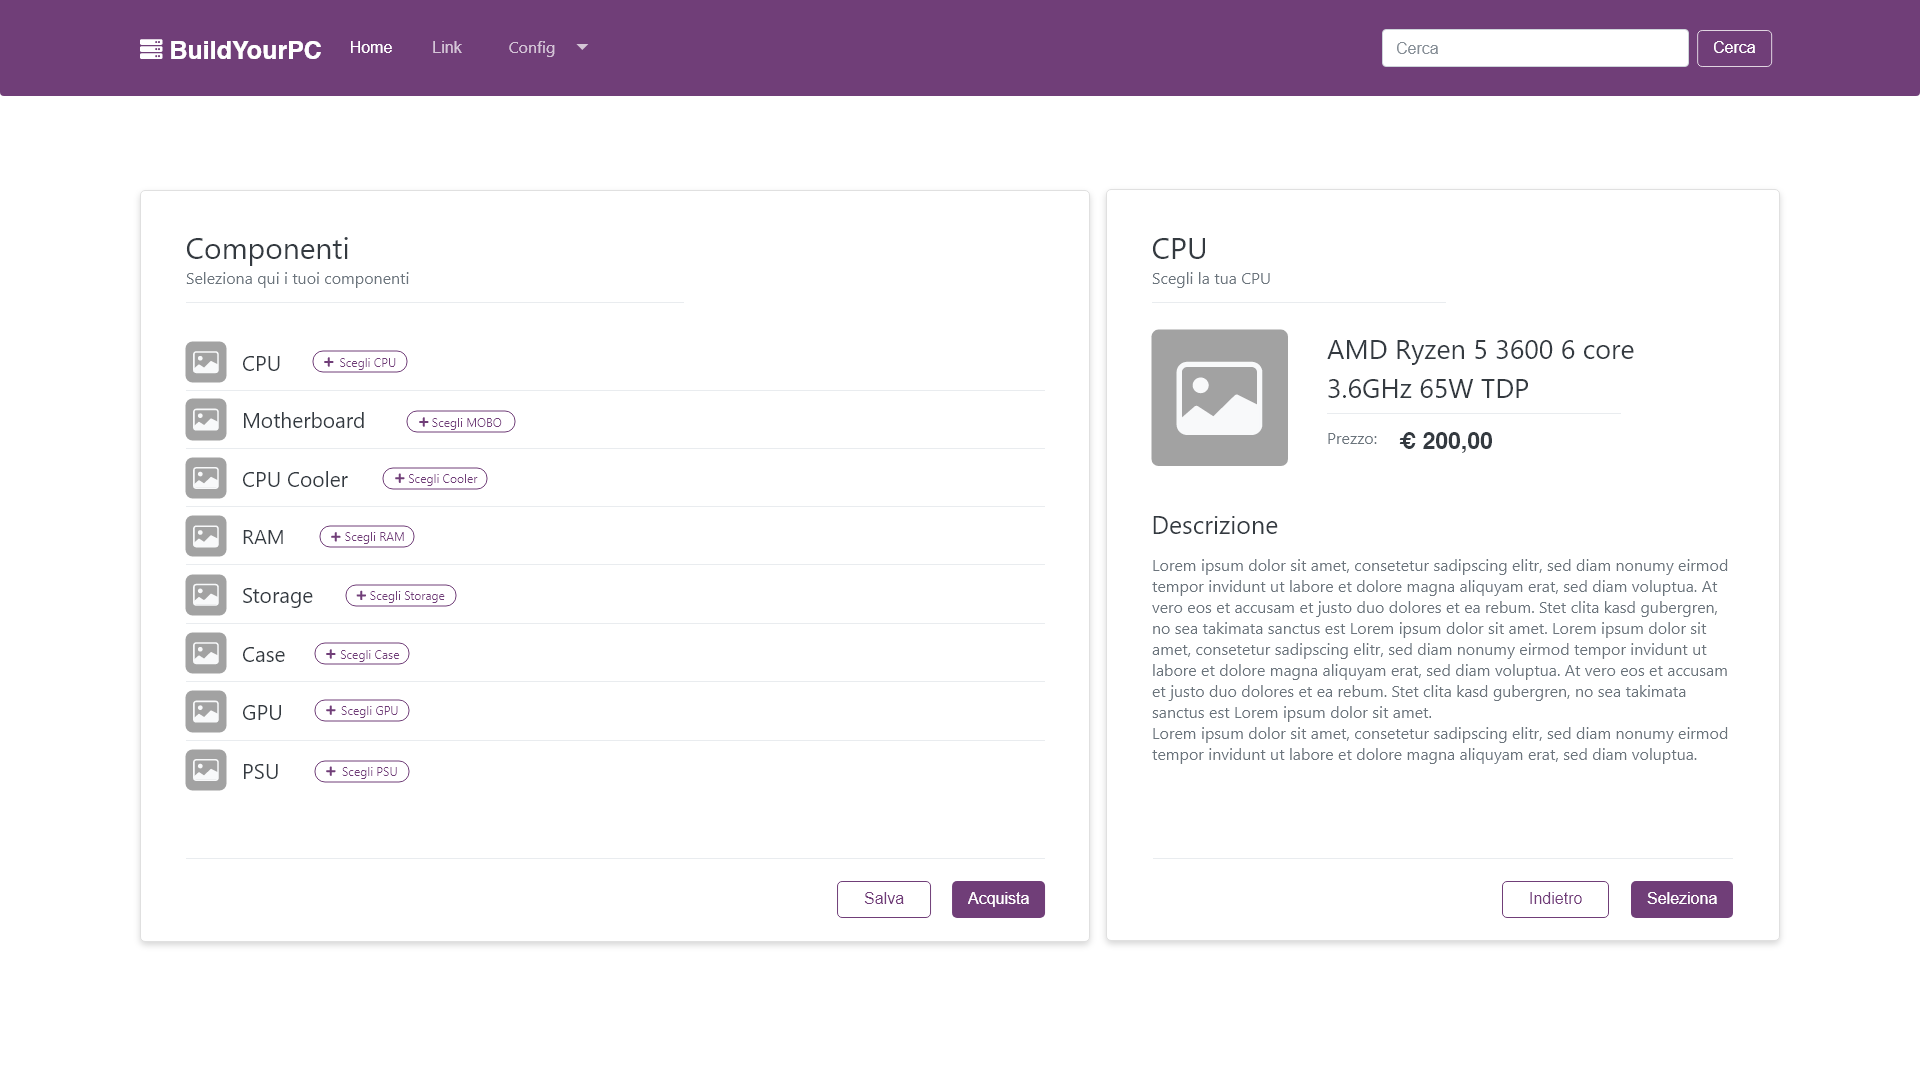 BuildYourPC Home Link Config Cerca Cerca
Componenti
Seleziona qui i tuoi componenti
CPU Scegli CPU
Motherboard Scegli MOBO
CPU Cooler Scegli Cooler
RAM Scegli RAM
Storage Scegli Storage
Case Scegli Case
GPU Scegli GPU
PSU Scegli PSU
Salva Acquista
CPU
Scegli la tua CPU
AMD Ryzen 5 3600 6 core
3.6GHz 65W TDP
Prezzo: € 200,00
Descrizione
Lorem ipsum dolor sit amet, consetetur sadipscing elitr, sed diam nonumy eirmod
tempor invidunt ut labore et dolore magna aliquyam erat, sed diam voluptua. At
vero eos et accusam et justo duo dolores et ea rebum. Stet clita kasd gubergren,
no sea takimata sanctus est Lorem ipsum dolor sit amet. Lorem ipsum dolor sit
amet, consetetur sadipscing elitr, sed diam nonumy eirmod tempor invidunt ut
labore et dolore magna aliquyam erat, sed diam voluptua. At vero eos et accusam
et justo duo dolores et ea rebum. Stet clita kasd gubergren, no sea takimata
sanctus est Lorem ipsum dolor sit amet.
Lorem ipsum dolor sit amet, consetetur sadipscing elitr, sed diam nonumy eirmod
tempor invidunt ut labore et dolore magna aliquyam erat, sed diam voluptua.
Indietro Seleziona